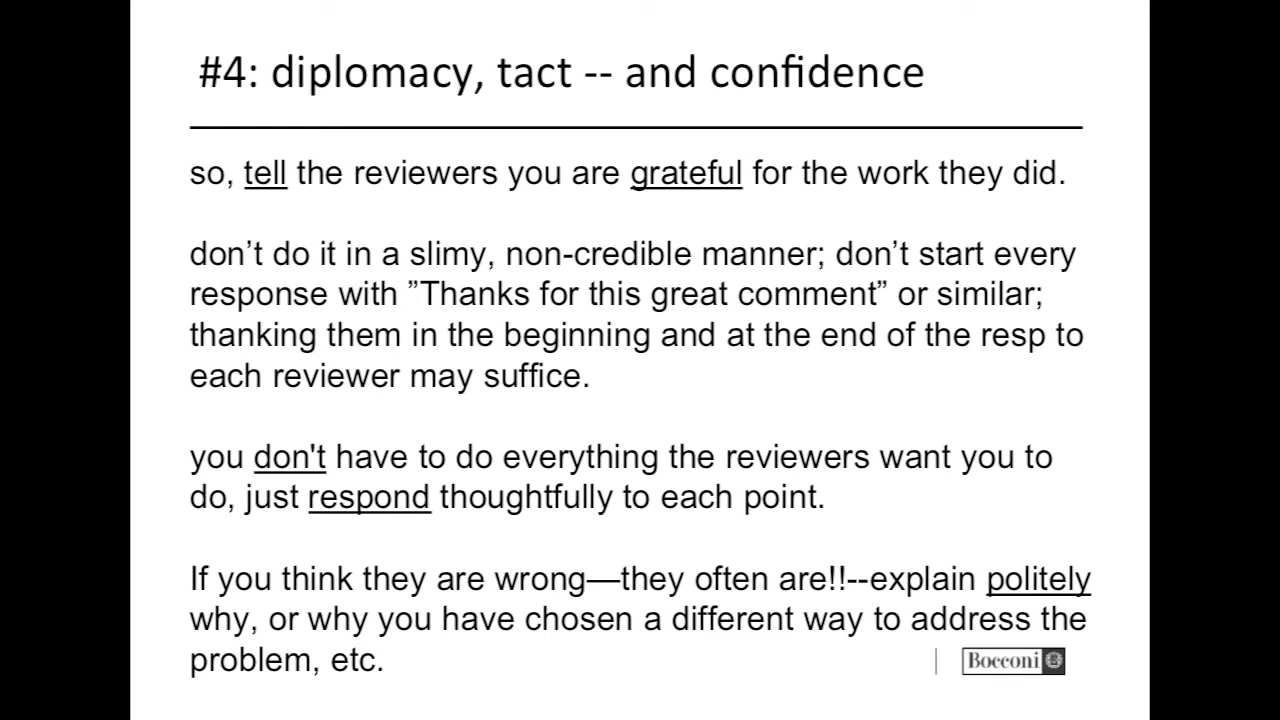 #4: diplomacy, tact -- and confidence
so, tell the reviewers you are grateful for the work they did.
don’t do it in a slimy, non-credible manner; don’t start every
response with ”Thanks for this great comment” or similar;
thanking them in the beginning and at the end of the resp to
each reviewer may suffice.
you don't have to do everything the reviewers want you to
do, just respond thoughtfully to each point.
If you think they are wrong—they often are!!--explain politely
why, or why you have chosen a different way to address the
problem, etc.
Bocconi